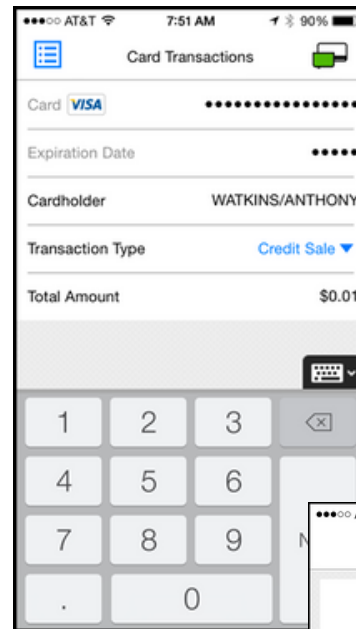 AT&T 7:51 AM 90%
Card Transactions
Card VISA ••••••••••••••••
Expiration Date •••••
Cardholder WATKINS/ANTHONY
Transaction Type Credit Sale
Total Amount $0.01
1 2 3
4 5 6
7 8 9 N
. 0